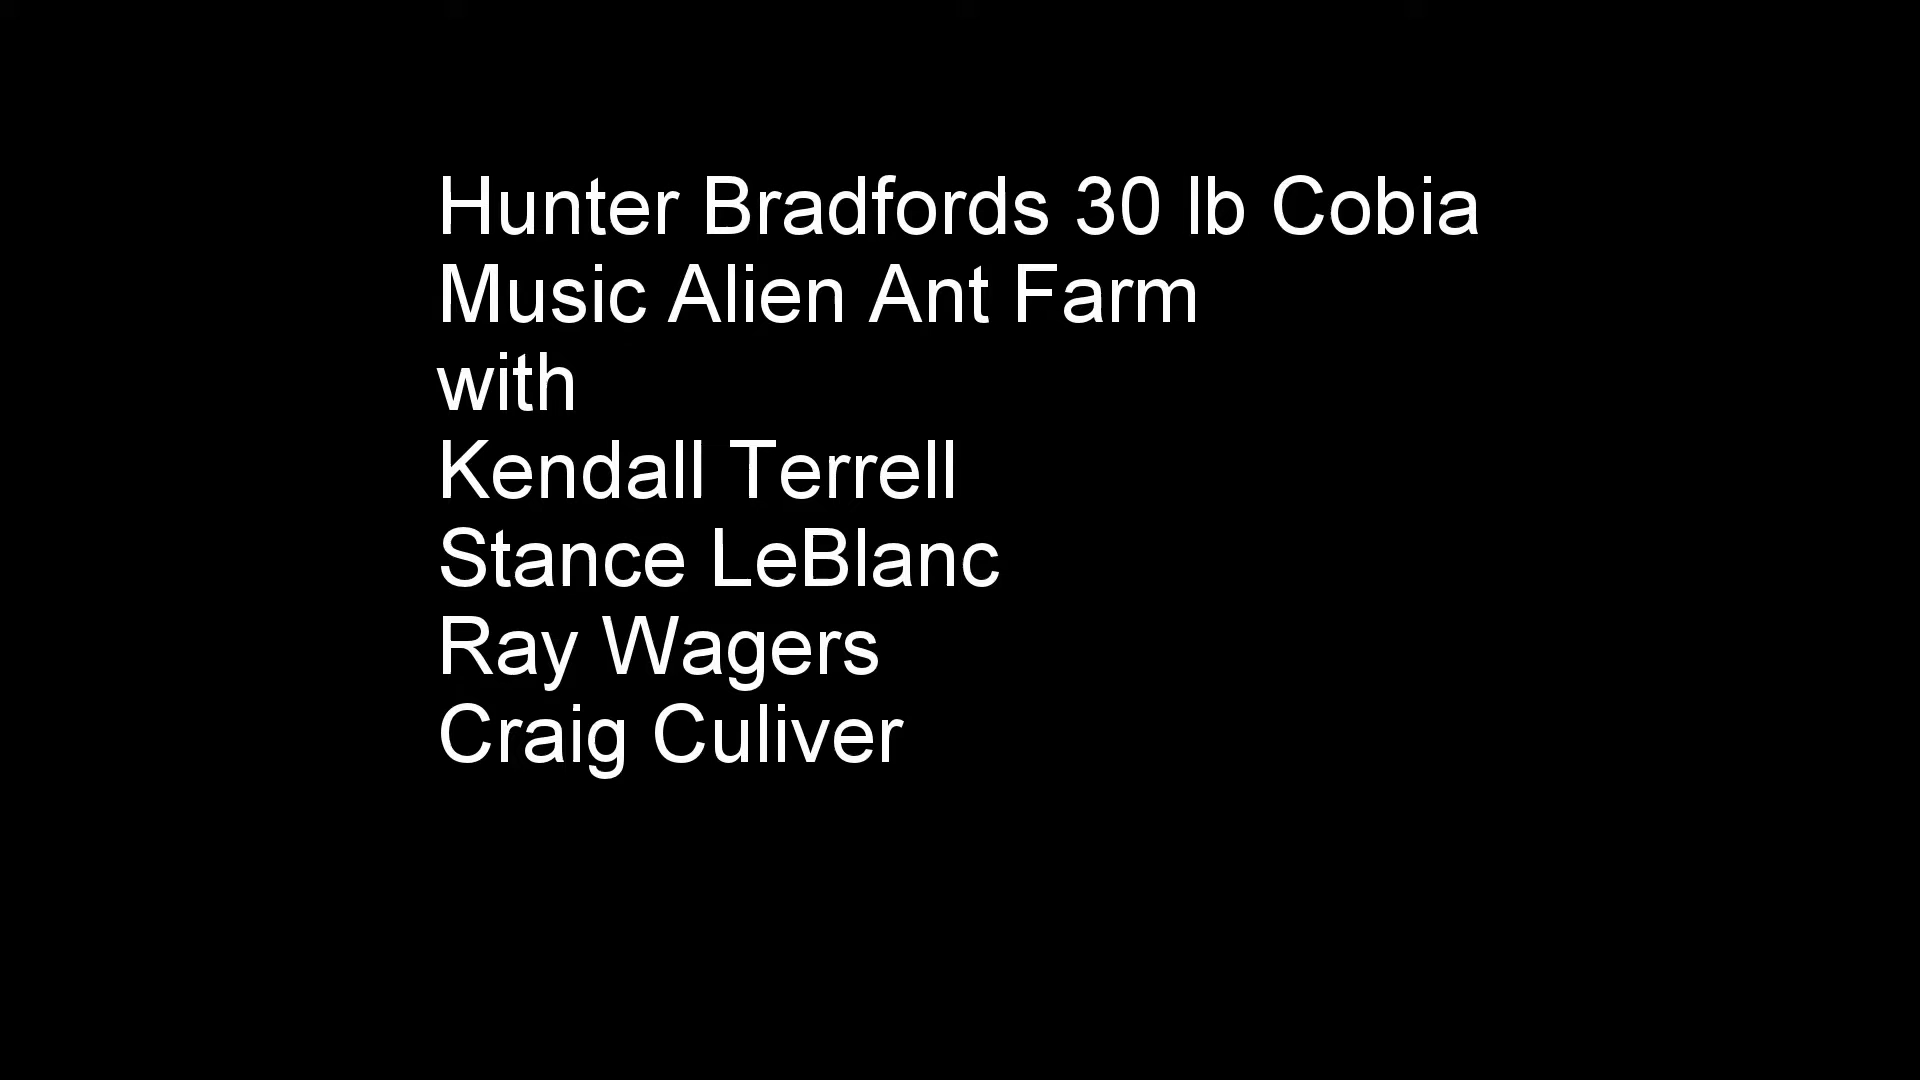 Hunter Bradfords 30 lb Cobia
Music Alien Ant Farm
with
Kendall Terrell
Stance LeBlanc
Ray Wagers
Craig Culiver